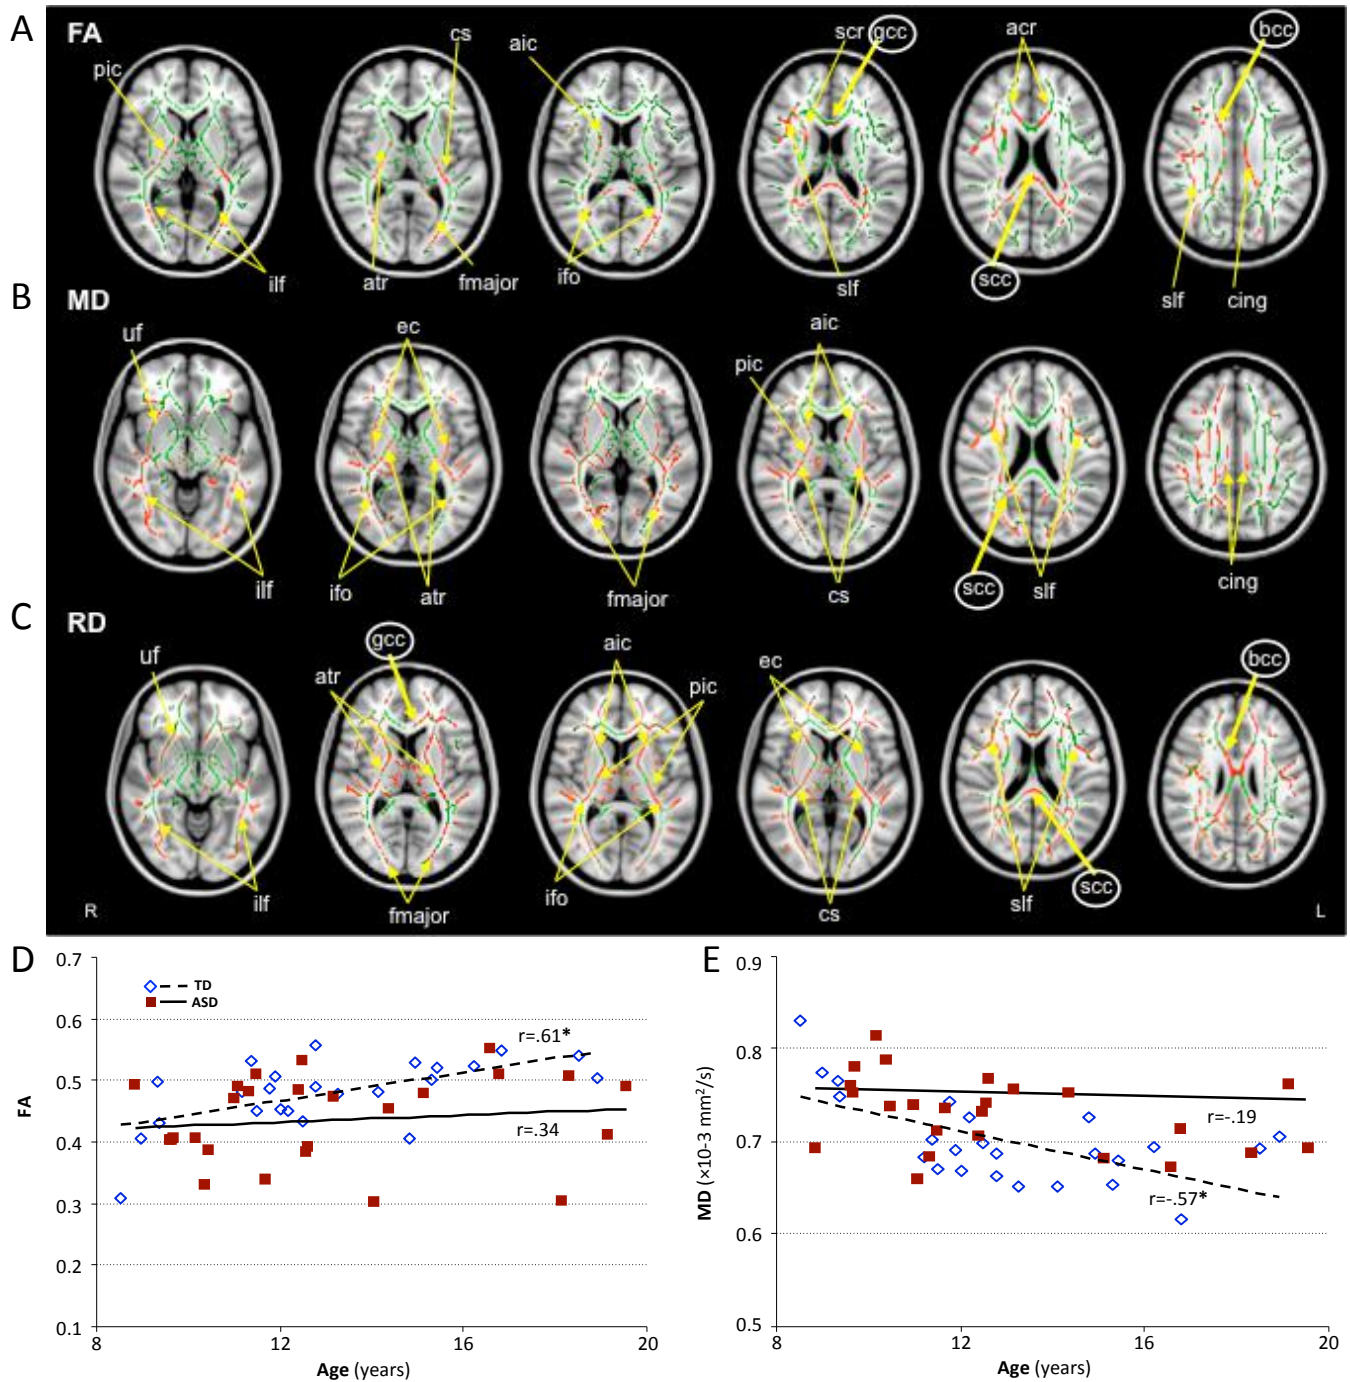 A
FA
pic
cs
aic
scr gcc
acr
bcc
ilf
atr
fmajor
ifo
slf
scc
slf
cing
B
MD
uf
ec
aic
pic
ilf
ifo
atr
fmajor
cs
scc
slf
cing
C
RD
uf
gcc
atr
aic
pic
ec
bcc
ilf
fmajor
ifo
cs
slf
scc
R
L
D
0.7
0.6
0.5
0.4
0.3
0.2
0.1
FA
TD
ASD
r=.61*
r=.34
8
12
16
20
Age (years)
E
0.9
0.8
0.7
0.6
0.5
MD (×10-3 mm²/s)
r=-.19
r=-.57*
8
12
16
20
Age (years)